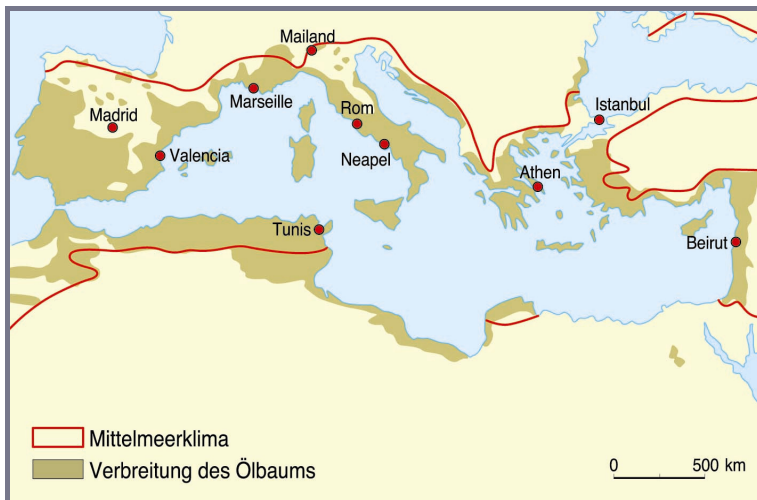 Mailand
Marseille
Madrid
Rom
Istanbul
Valencia
Neapel
Athen
Tunis
Beirut
Mittelmeerklima
Verbreitung des Ölbaums
0 500 km